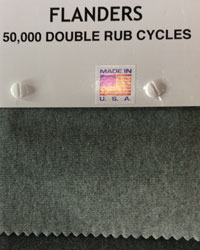 FLANDERS
50,000 DOUBLE RUB CYCLES
MADE IN
U. S. A.